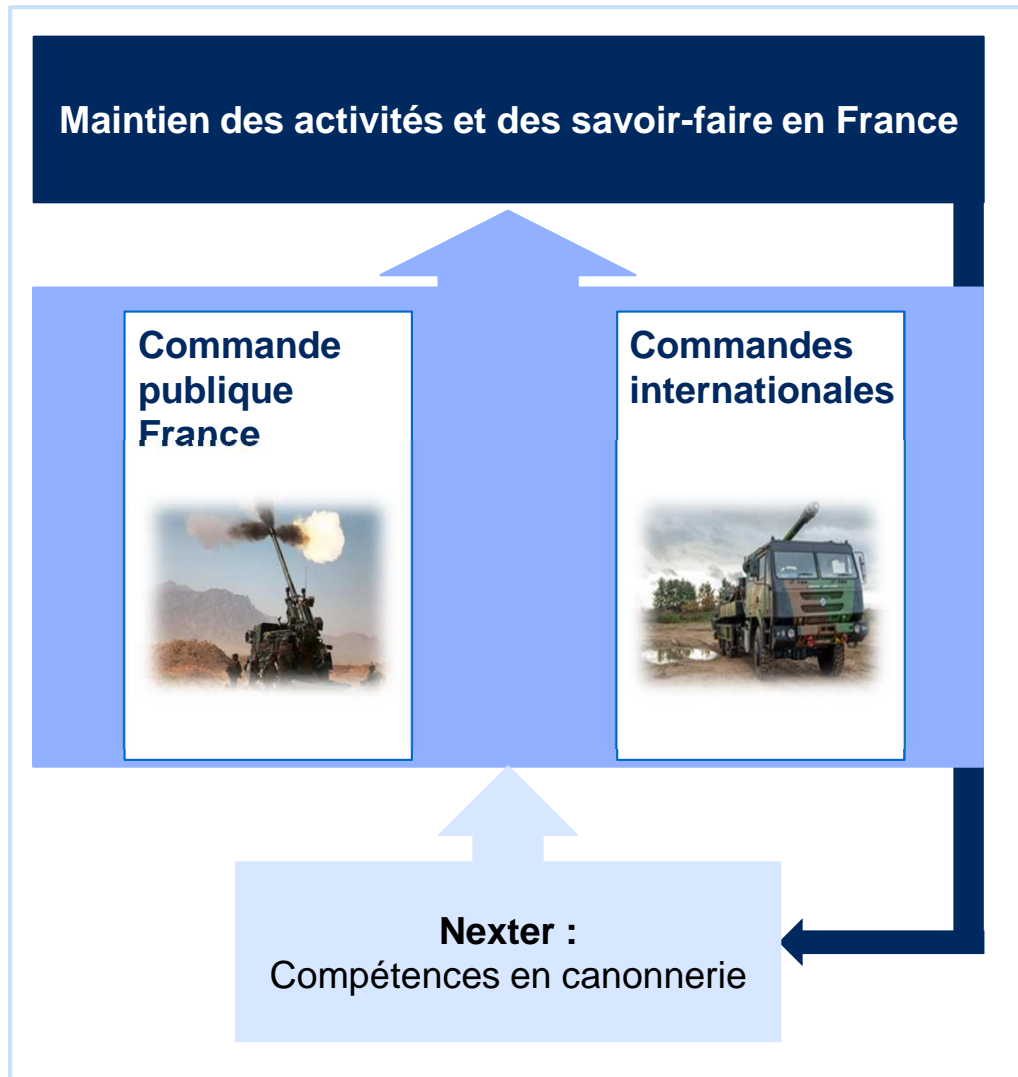 Maintien des activités et des savoir-faire en France
Commande
publique
France
Commandes
internationales
Nexter :
Compétences en canonnerie